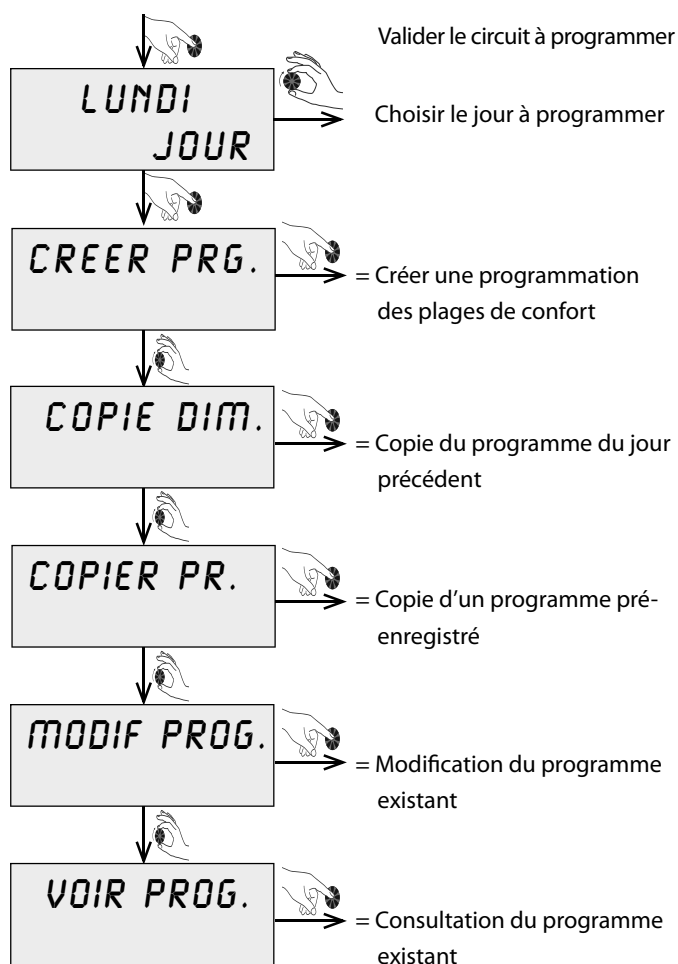 Valider le circuit à programmer
LUNDI
JOUR
Choisir le jour à programmer
CREER PRG.
= Créer une programmation
des plages de confort
COPIE DIM.
= Copie du programme du jour
précédent
COPIER PR.
= Copie d’un programme pré-
enregistré
MODIF PROG.
= Modification du programme
existant
VOIR PROG.
= Consultation du programme
existant